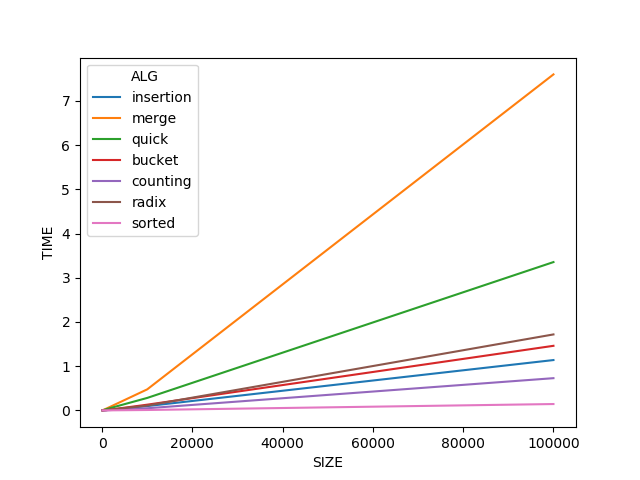 ALG
insertion
merge
quick
bucket
counting
radix
sorted
7
6
5
4
3
2
1
0
TIME
0 20000 40000 60000 80000 100000
SIZE